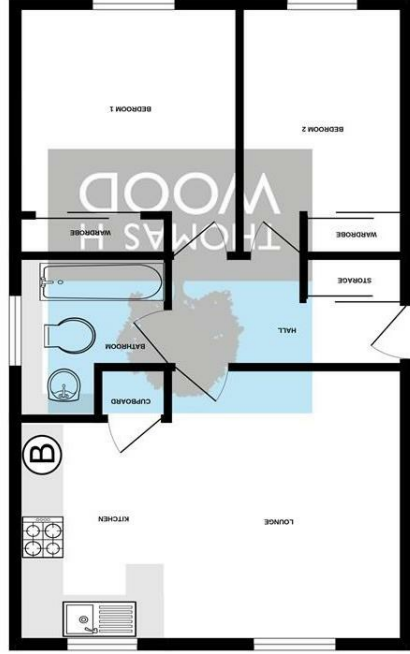 LOUNGE
KITCHEN
B
CUPBOARD
HALL
BATHROOM
STORAGE
THOMAS H
WOOD
WARDROBE
WARDROBE
BEDROOM 2
BEDROOM 1